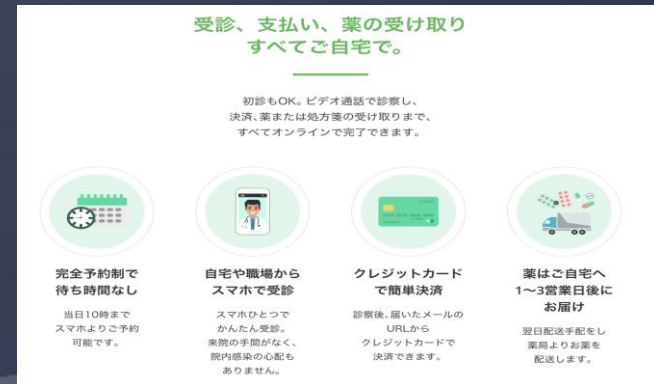 受診、支払い、薬の受け取り
すべてご自宅で。
初診もOK。ビデオ通話で診察し、
決済、薬または処方箋の受け取りまで、
すべてオンラインで完了できます。
完全予約制で
待ち時間なし
当日10時まで
スマホよりご予約
可能です。
自宅や職場から
スマホで受診
スマホひとつで
かんたん受診。
来院の手間がなく、
院内感染の心配も
ありません。
クレジットカード
で簡単決済
診察後、届いたメールの
URLから
クレジットカードで
決済できます。
薬はご自宅へ
1〜3営業日後に
お届け
翌日配送手配をし
薬局よりお薬を
配送します。